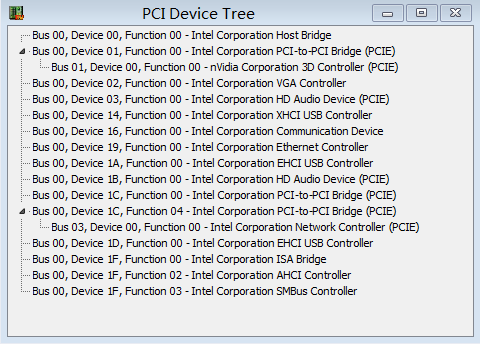 PCI Device Tree
Bus 00, Device 00, Function 00 - Intel Corporation Host Bridge
Bus 00, Device 01, Function 00 - Intel Corporation PCI-to-PCI Bridge (PCIE)
Bus 01, Device 00, Function 00 - nVidia Corporation 3D Controller (PCIE)
Bus 00, Device 02, Function 00 - Intel Corporation VGA Controller
Bus 00, Device 03, Function 00 - Intel Corporation HD Audio Device (PCIE)
Bus 00, Device 14, Function 00 - Intel Corporation XHCI USB Controller
Bus 00, Device 16, Function 00 - Intel Corporation Communication Device
Bus 00, Device 19, Function 00 - Intel Corporation Ethernet Controller
Bus 00, Device 1A, Function 00 - Intel Corporation EHCI USB Controller
Bus 00, Device 1B, Function 00 - Intel Corporation HD Audio Device (PCIE)
Bus 00, Device 1C, Function 00 - Intel Corporation PCI-to-PCI Bridge (PCIE)
Bus 00, Device 1C, Function 04 - Intel Corporation PCI-to-PCI Bridge (PCIE)
Bus 03, Device 00, Function 00 - Intel Corporation Network Controller (PCIE)
Bus 00, Device 1D, Function 00 - Intel Corporation EHCI USB Controller
Bus 00, Device 1F, Function 00 - Intel Corporation ISA Bridge
Bus 00, Device 1F, Function 02 - Intel Corporation AHCI Controller
Bus 00, Device 1F, Function 03 - Intel Corporation SMBus Controller